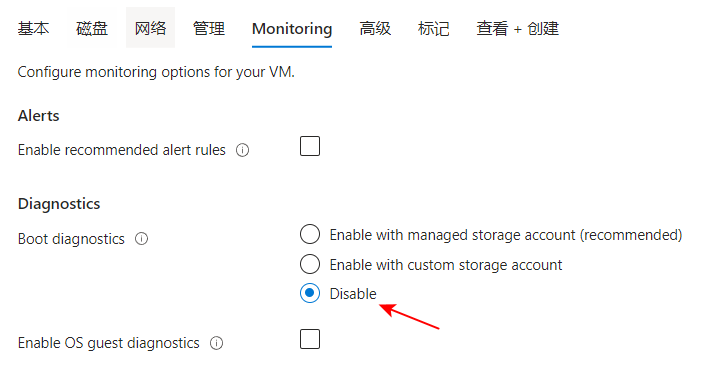 基本 磁盘 网络 管理 Monitoring 高级 标记 查看 + 创建
Configure monitoring options for your VM.
Alerts
Enable recommended alert rules
Diagnostics
Boot diagnostics
Enable with managed storage account (recommended)
Enable with custom storage account
Disable
Enable OS guest diagnostics